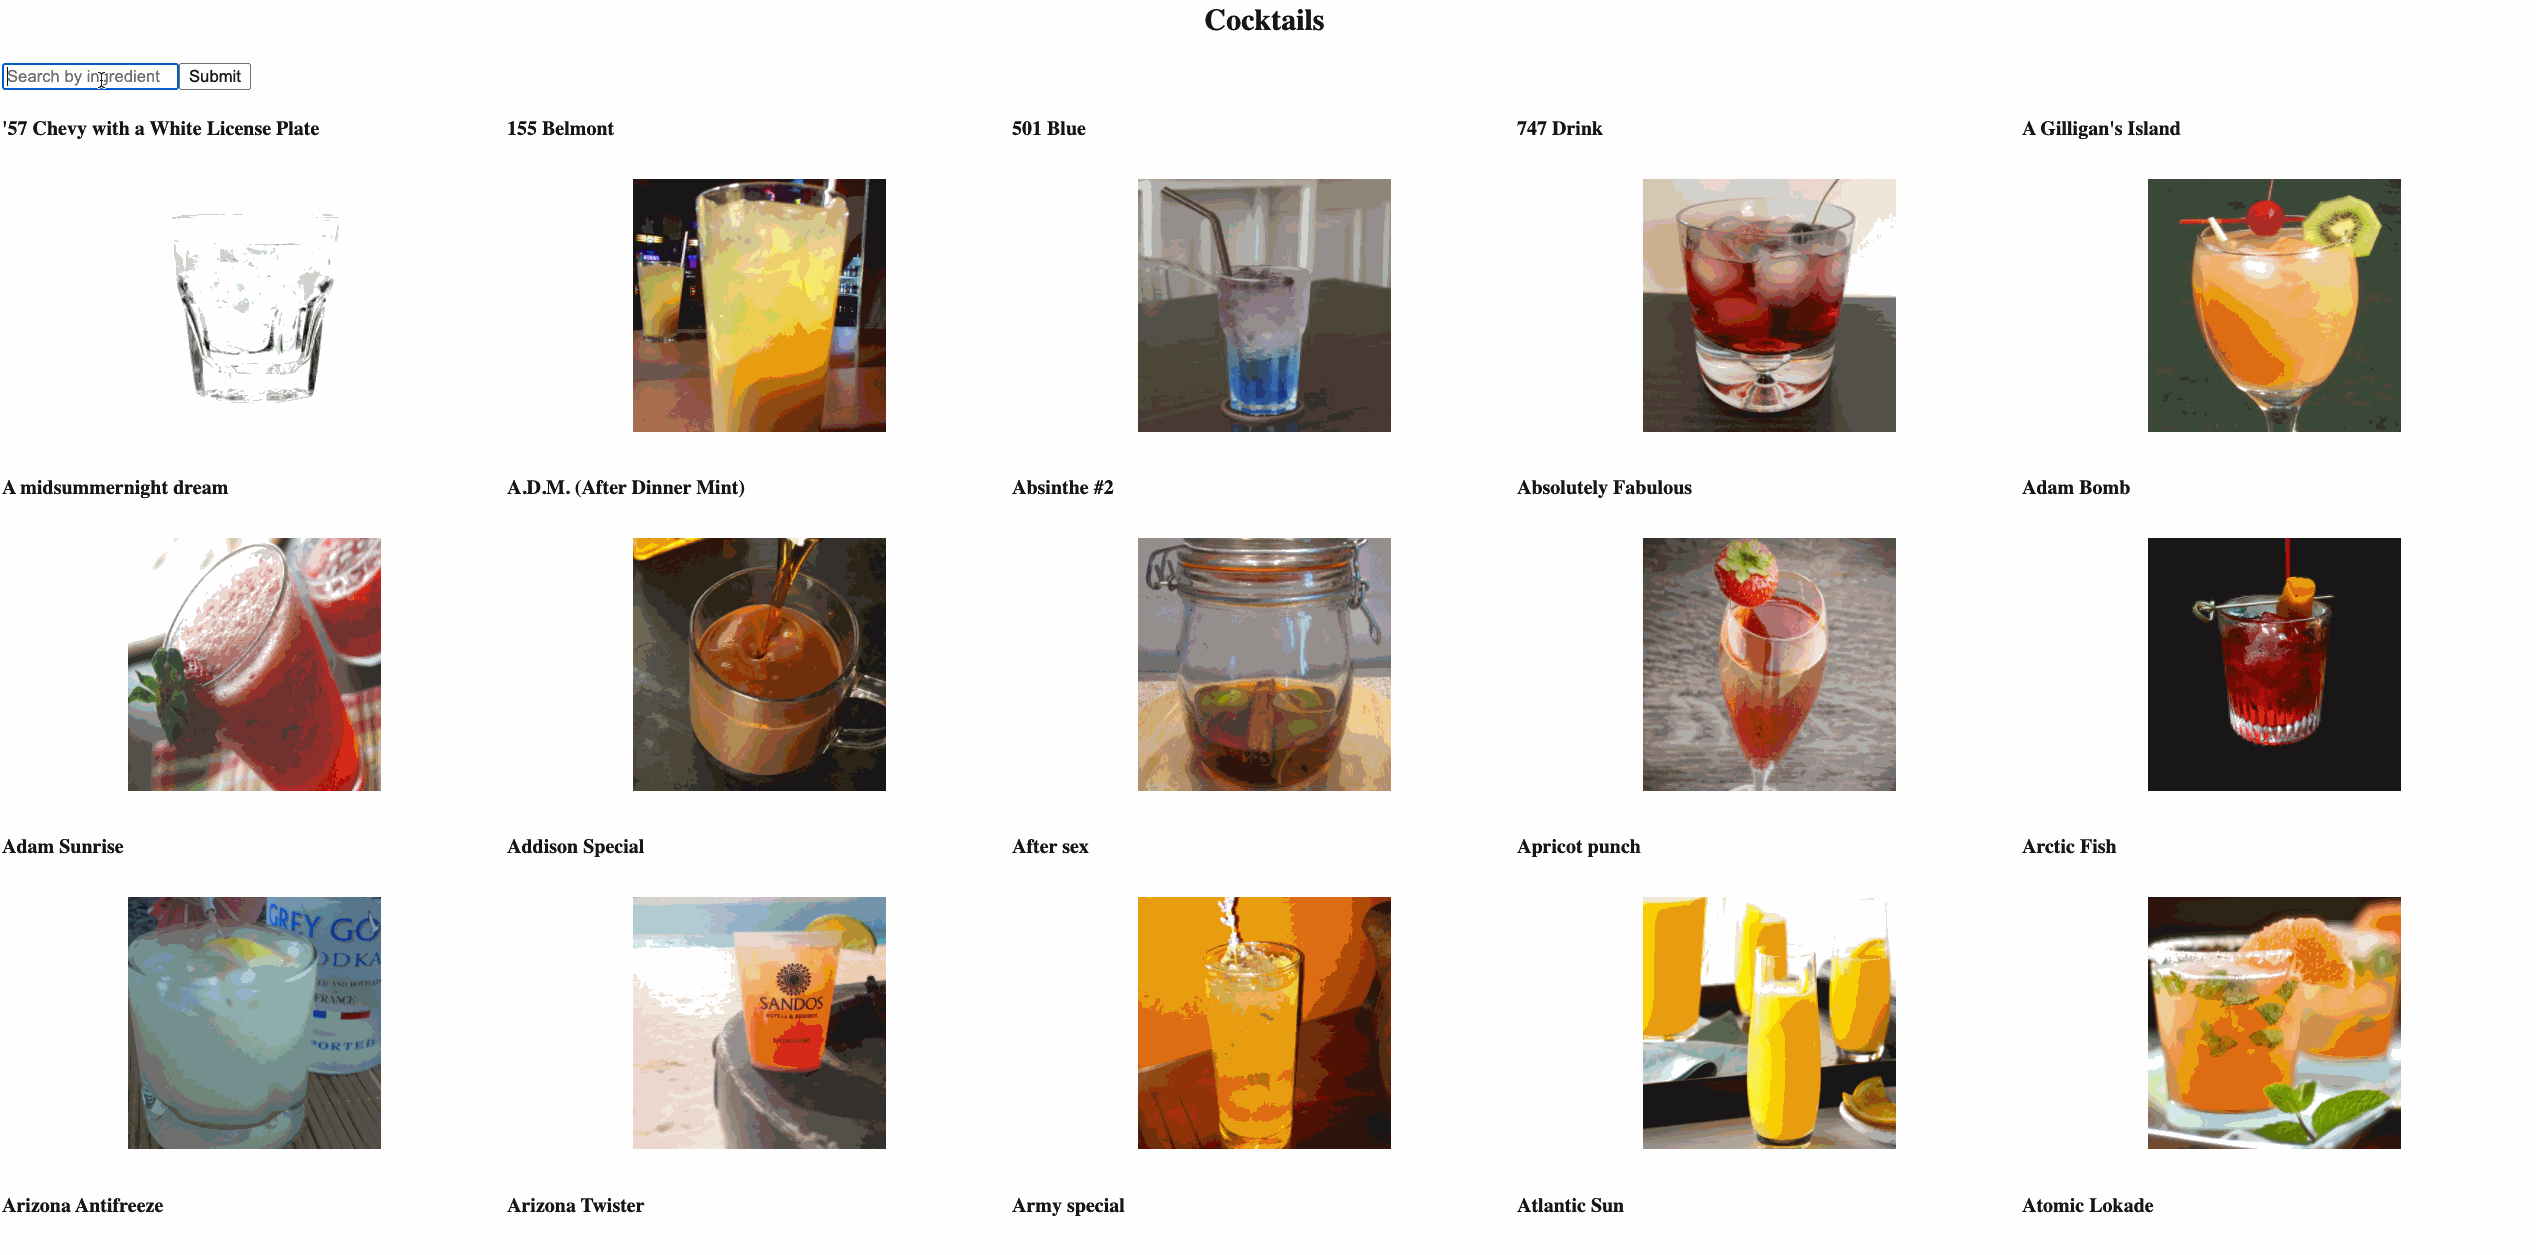 Cocktails
Search by ingredient Submit
'57 Chevy with a White License Plate 155 Belmont 501 Blue 747 Drink A Gilligan's Island
A midsummernight dream A.D.M. (After Dinner Mint) Absinthe #2 Absolutely Fabulous Adam Bomb
Adam Sunrise Addison Special After sex Apricot punch Arctic Fish
GREY GO
ODKA
FRANCE
PORTED
SANDOS
Arizona Antifreeze Arizona Twister Army special Atlantic Sun Atomic Lokade